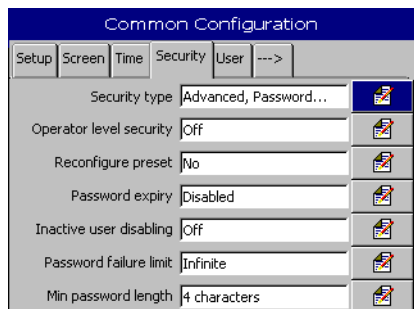 Common Configuration
Setup Screen Time Security User --->
Security type Advanced, Password...
Operator level security Off
Reconfigure preset No
Password expiry Disabled
Inactive user disabling Off
Password failure limit Infinite
Min password length 4 characters